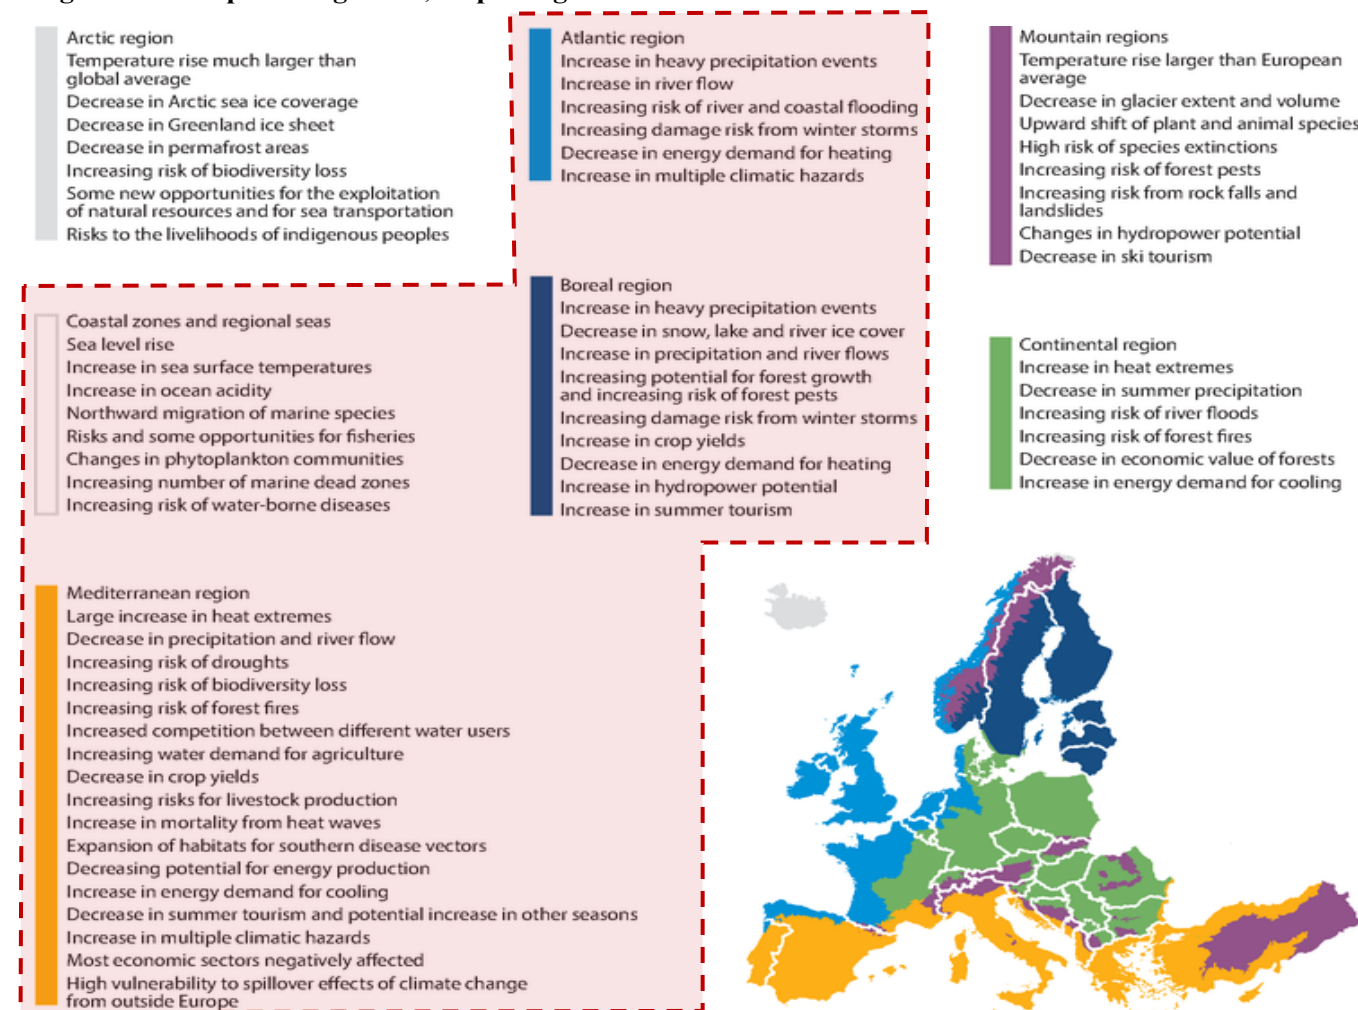 Arctic region
Temperature rise much larger than
global average
Decrease in Arctic sea ice coverage
Decrease in Greenland ice sheet
Decrease in permafrost areas
Increasing risk of biodiversity loss
Some new opportunities for the exploitation
of natural resources and for sea transportation
Risks to the livelihoods of indigenous peoples
Coastal zones and regional seas
Sea level rise
Increase in sea surface temperatures
Increase in ocean acidity
Northward migration of marine species
Risks and some opportunities for fisheries
Changes in phytoplankton communities
Increasing number of marine dead zones
Increasing risk of water-borne diseases
Mediterranean region
Large increase in heat extremes
Decrease in precipitation and river flow
Increasing risk of droughts
Increasing risk of biodiversity loss
Increasing risk of forest fires
Increased competition between different water users
Increasing water demand for agriculture
Decrease in crop yields
Increasing risks for livestock production
Increase in mortality from heat waves
Expansion of habitats for southern disease vectors
Decreasing potential for energy production
Increase in energy demand for cooling
Decrease in summer tourism and potential increase in other seasons
Increase in multiple climatic hazards
Most economic sectors negatively affected
High vulnerability to spillover effects of climate change
from outside Europe
Atlantic region
Increase in heavy precipitation events
Increase in river flow
Increasing risk of river and coastal flooding
Increasing damage risk from winter storms
Decrease in energy demand for heating
Increase in multiple climatic hazards
Boreal region
Increase in heavy precipitation events
Decrease in snow, lake and river ice cover
Increase in precipitation and river flows
Increasing potential for forest growth
and increasing risk of forest pests
Increasing damage risk from winter storms
Increase in crop yields
Decrease in energy demand for heating
Increase in hydropower potential
Increase in summer tourism
Mountain regions
Temperature rise larger than European
average
Decrease in glacier extent and volume
Upward shift of plant and animal species
High risk of species extinctions
Increasing risk of forest pests
Increasing risk from rock falls and
landslides
Changes in hydropower potential
Decrease in ski tourism
Continental region
Increase in heat extremes
Decrease in summer precipitation
Increasing risk of river floods
Increasing risk of forest fires
Decrease in economic value of forests
Increase in energy demand for cooling